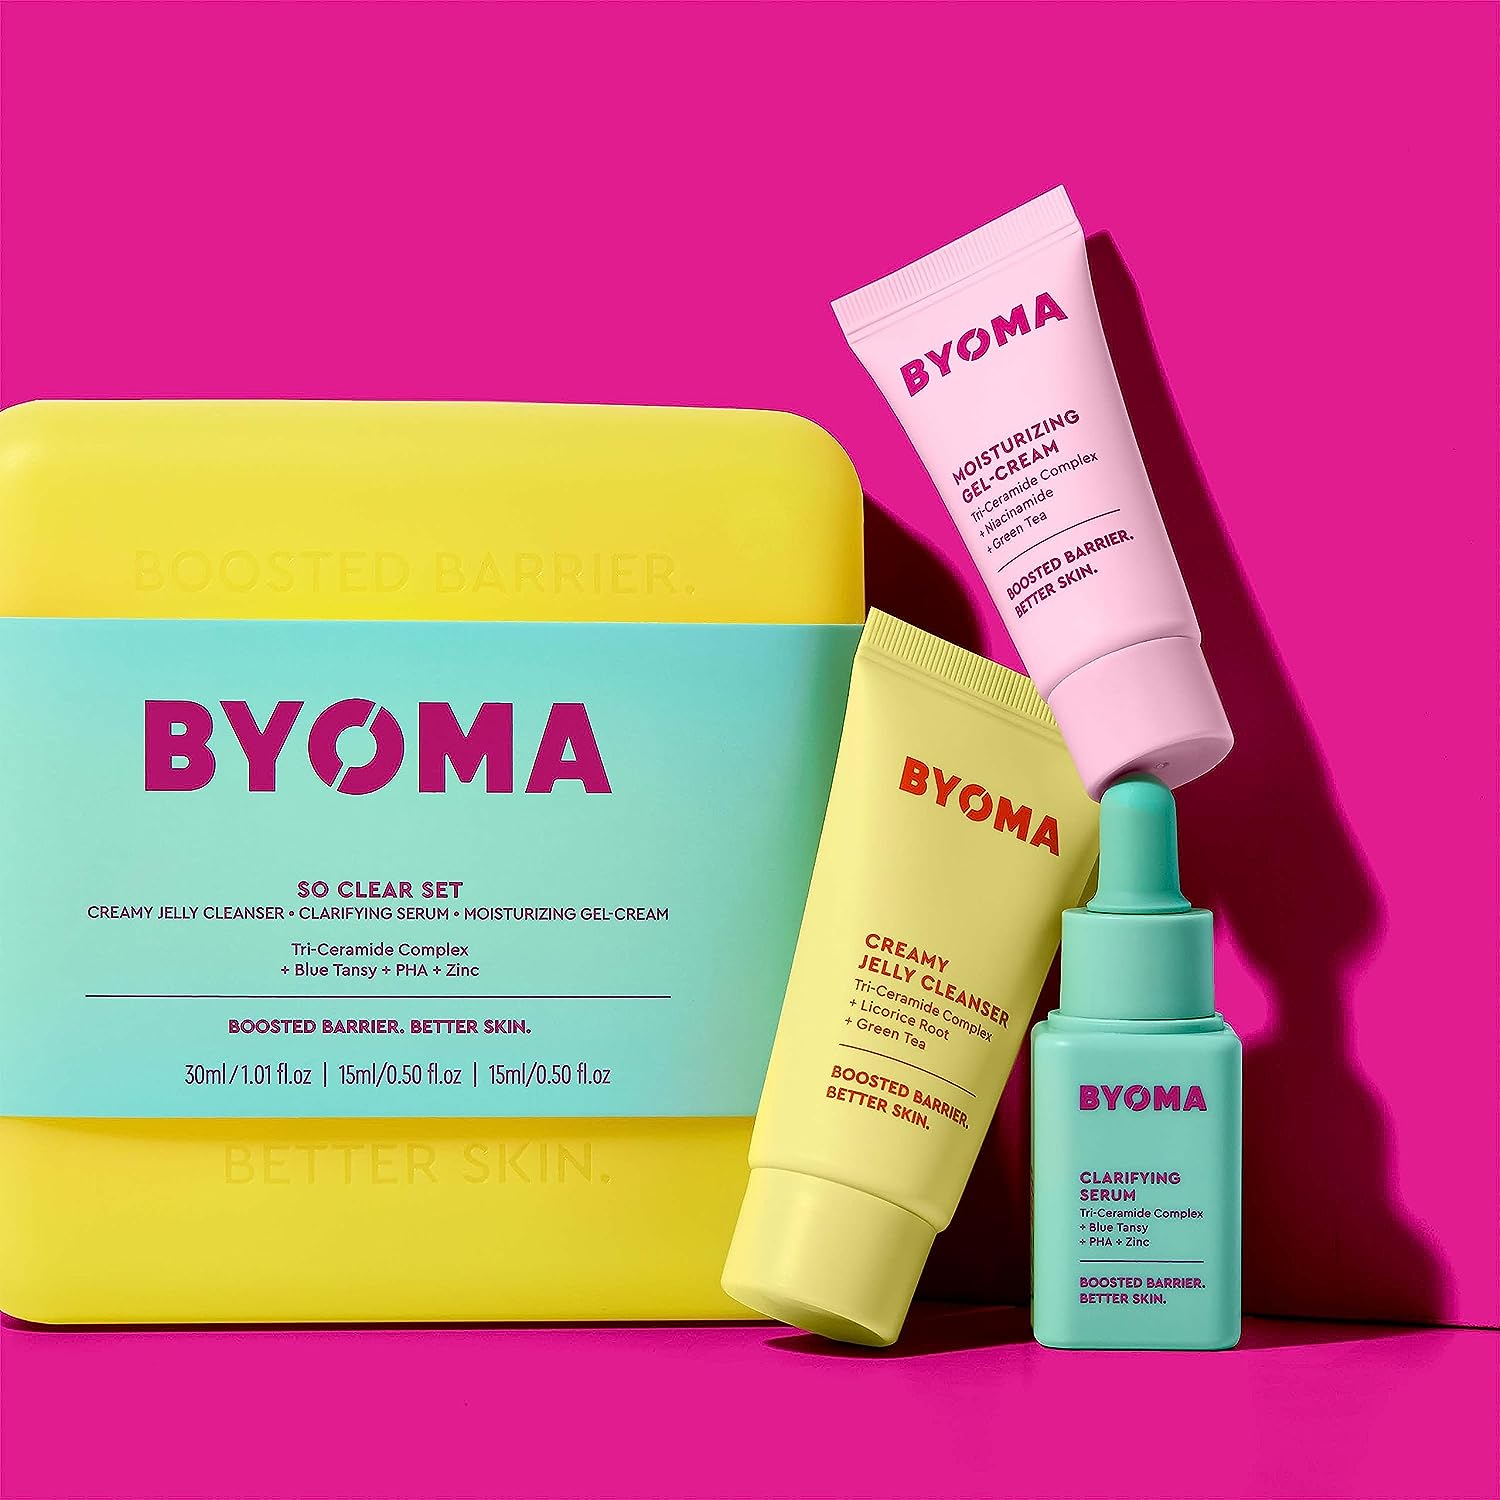 BOOSTED BARRIER.
BYOMA
SO CLEAR SET
CREAMY JELLY CLEANSER • CLARIFYING SERUM • MOISTURIZING GEL-CREAM
Tri-Ceramide Complex
+ Blue Tansy + PHA + Zinc
BOOSTED BARRIER. BETTER SKIN.
30ml/1.01 fl.oz | 15ml/0.50 fl.oz | 15ml/0.50 fl.oz
BETTER SKIN.
BYOMA
MOISTURIZING
GEL-CREAM
Tri-Ceramide Complex
+ Niacinamide
+ Green Tea
BOOSTED BARRIER.
BETTER SKIN.
BYOMA
CREAMY
JELLY CLEANSER
Tri-Ceramide Complex
+ Licorice Root
+ Green Tea
BOOSTED BARRIER.
BETTER SKIN.
BYOMA
CLARIFYING
SERUM
Tri-Ceramide Complex
+ Blue Tansy
+ PHA + Zinc
BOOSTED BARRIER.
BETTER SKIN.